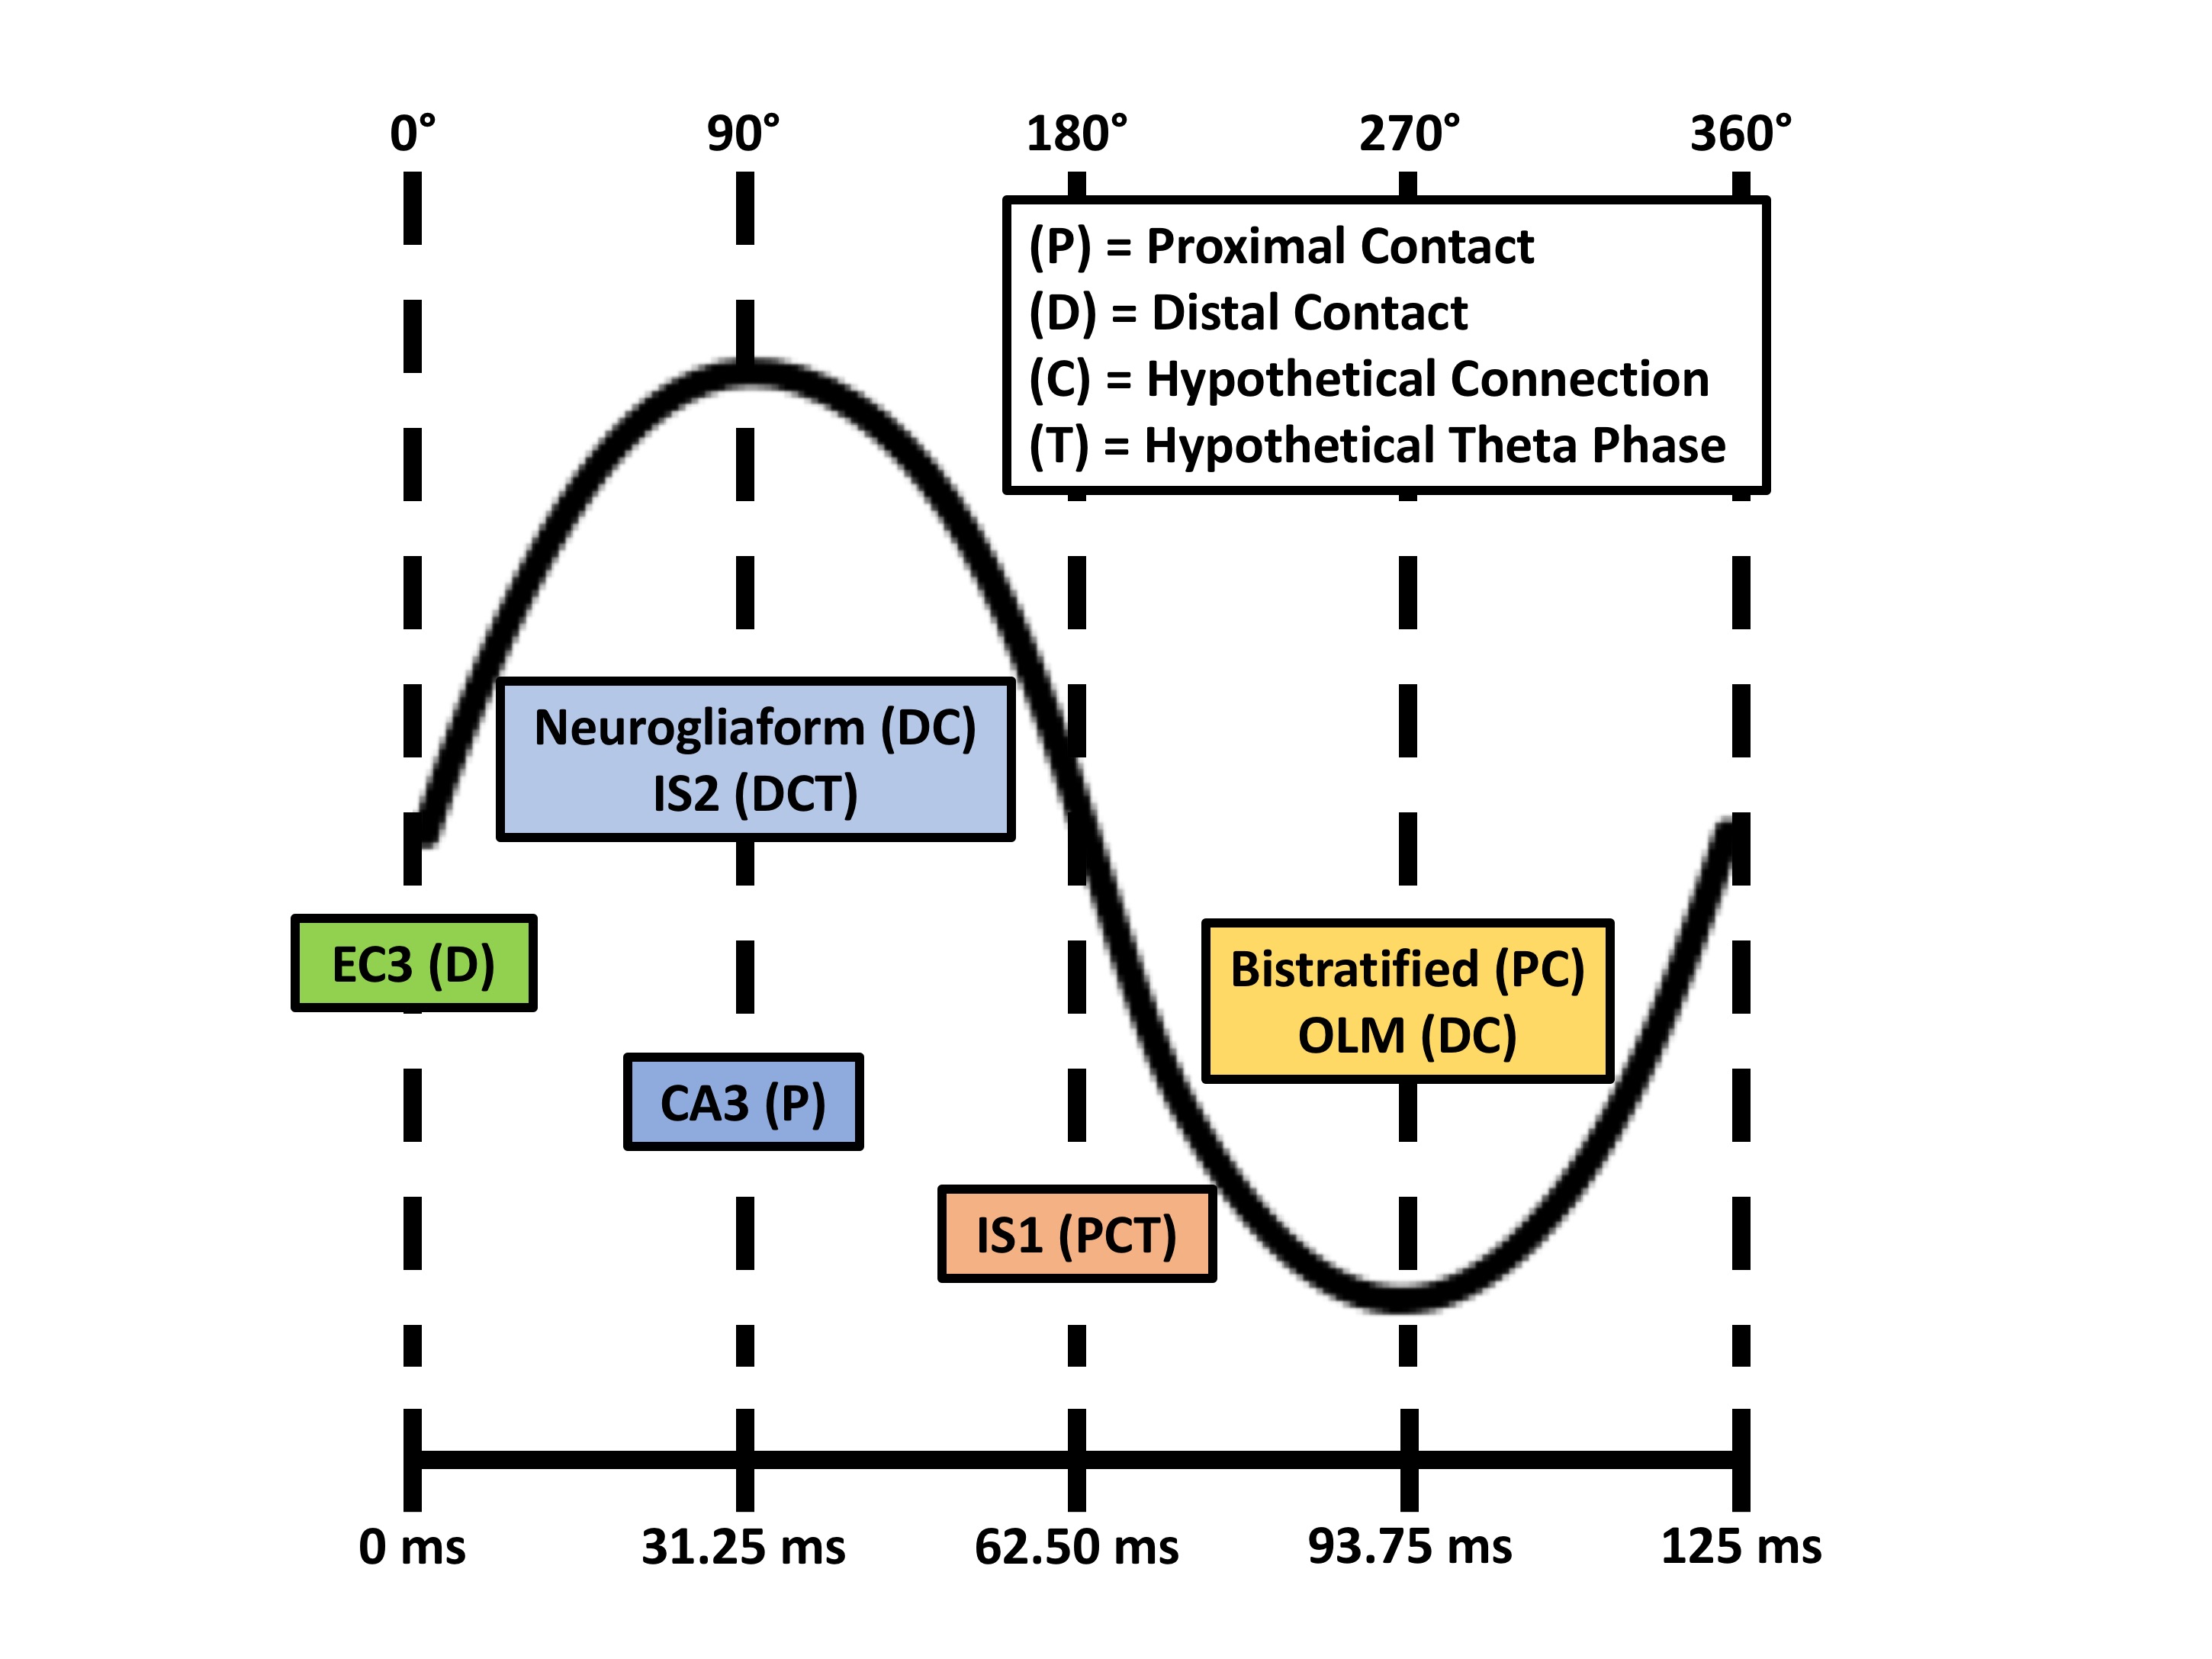 0°
90°
180°
270°
360°
(P) = Proximal Contact
(D) = Distal Contact
(C) = Hypothetical Connection
(T) = Hypothetical Theta Phase
Neurogliaform (DC)
IS2 (DCT)
EC3 (D)
Bistratified (PC)
OLM (DC)
CA3 (P)
IS1 (PCT)
0 ms
31.25 ms
62.50 ms
93.75 ms
125 ms